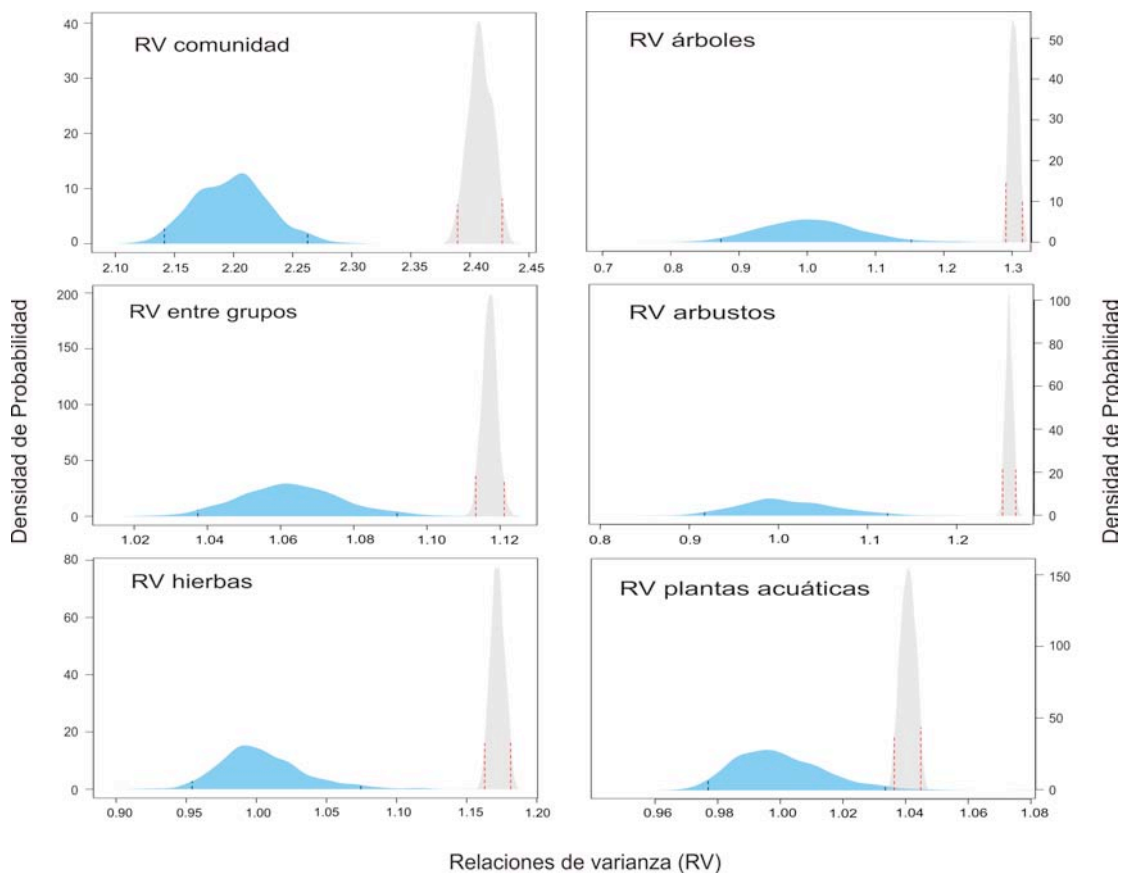 RV comunidad
40
30
20
10
0
2.10 2.15 2.20 2.25 2.30 2.35 2.40 2.45
RV árboles
50
40
30
20
10
0
0.7 0.8 0.9 1.0 1.1 1.2 1.3
Densidad de Probabilidad
RV entre grupos
200
150
100
50
0
1.02 1.04 1.06 1.08 1.10 1.12
RV arbustos
100
80
60
40
20
0
0.8 0.9 1.0 1.1 1.2
Densidad de Probabilidad
RV hierbas
80
60
40
20
0
0.90 0.95 1.00 1.05 1.10 1.15 1.20
RV plantas acuáticas
150
100
50
0
0.96 0.98 1.00 1.02 1.04 1.06 1.08
Relaciones de varianza (RV)